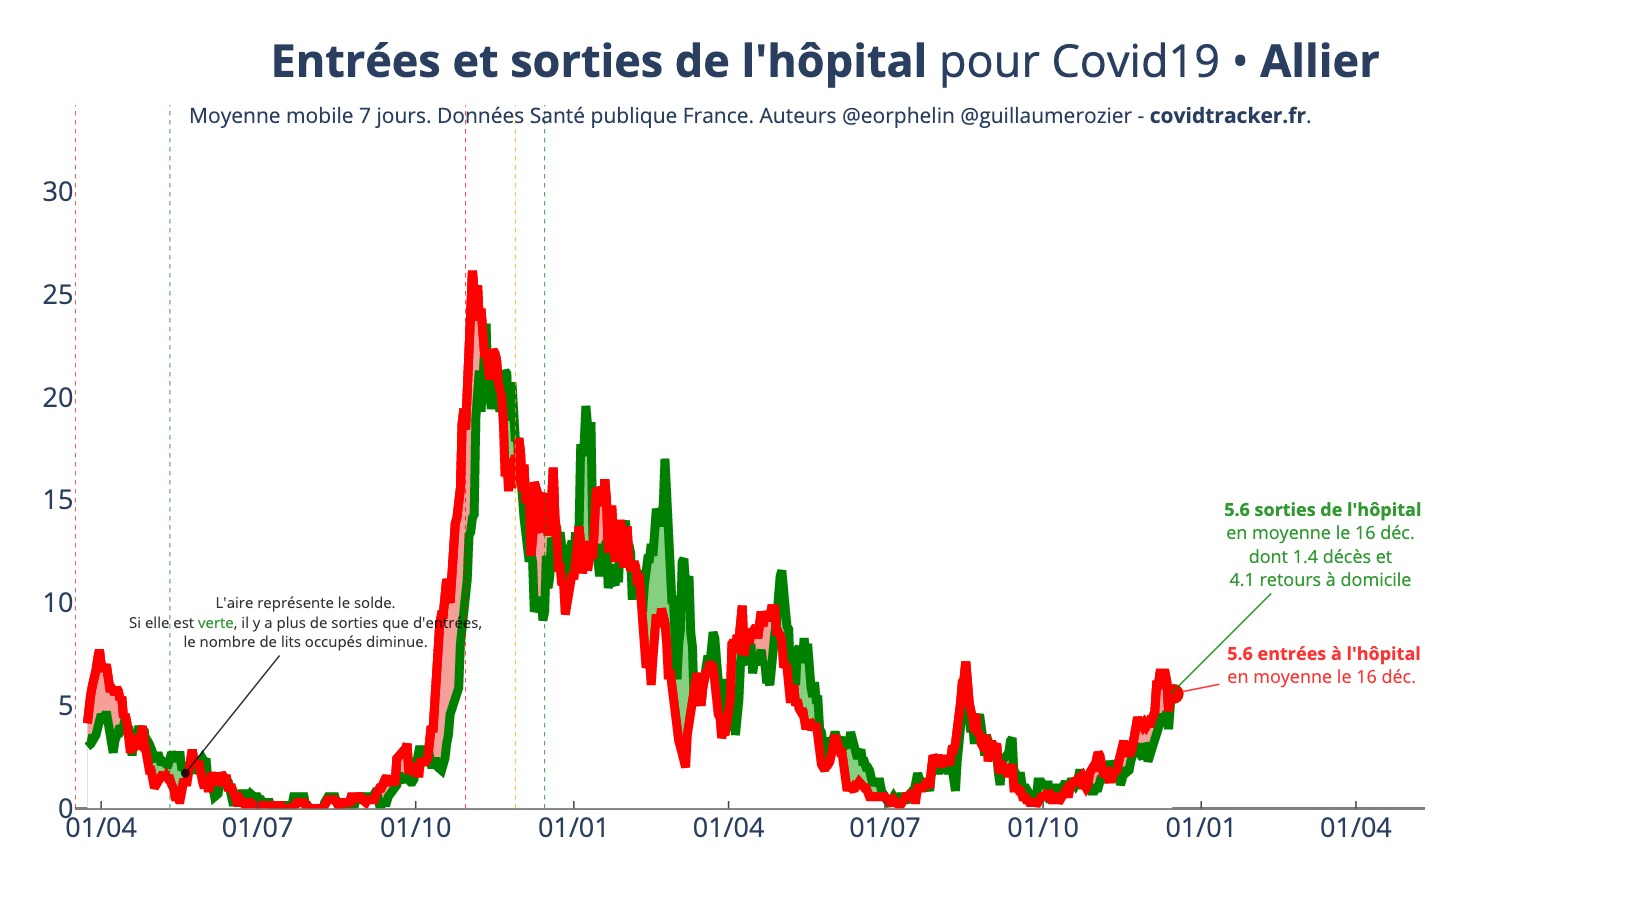 Entrées et sorties de l'hôpital pour Covid19 • Allier
Moyenne mobile 7 jours. Données Santé publique France. Auteurs @eorphelin @guillaumerozier - covidtracker.fr.
30
25
20
15
10
5
0
5.6 sorties de l'hôpital
en moyenne le 16 déc.
dont 1.4 décès et
4.1 retours à domicile
L'aire représente le solde.
Si elle est verte, il y a plus de sorties que d'entrées,
le nombre de lits occupés diminue.
5.6 entrées à l'hôpital
en moyenne le 16 déc.
01/04 01/07 01/10 01/01 01/04 01/07 01/10 01/01 01/04